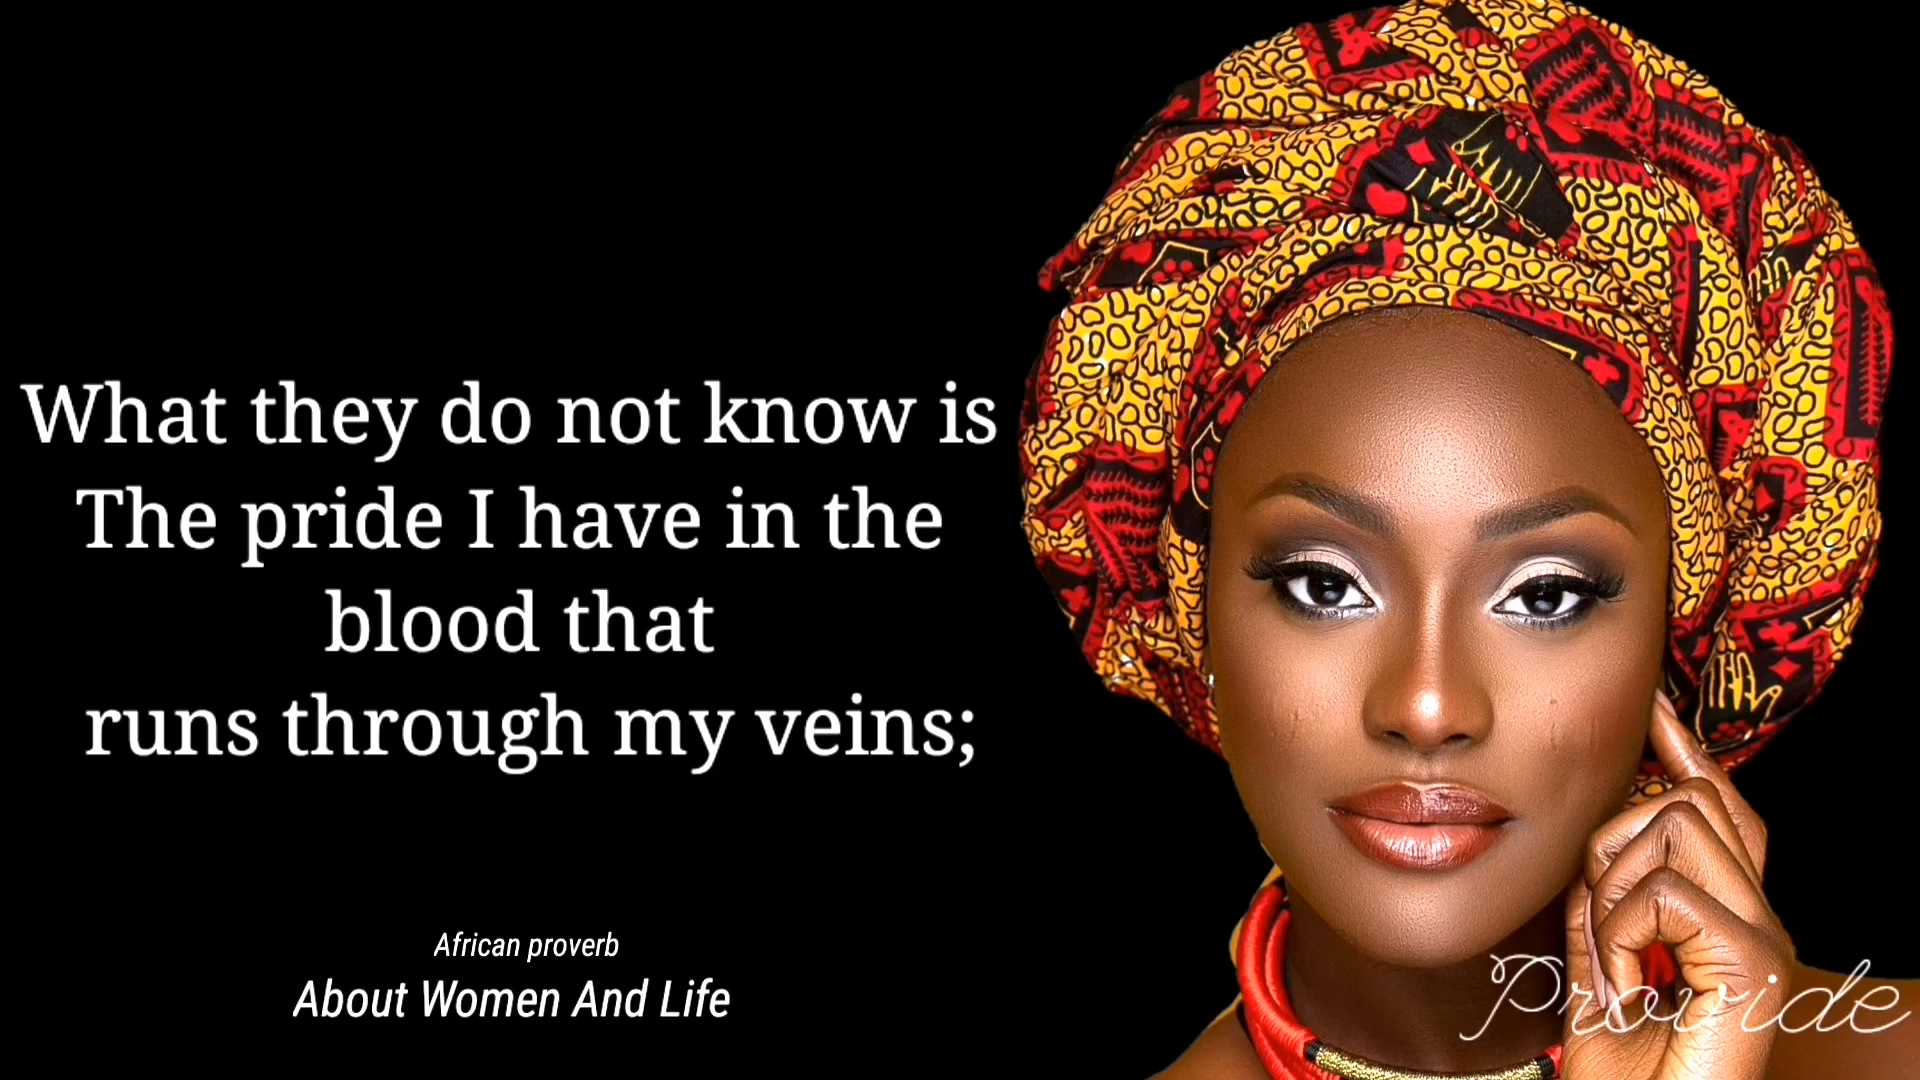 What they do not know is
The pride I have in the
blood that
runs through my veins;
African proverb
About Women And Life
Provide